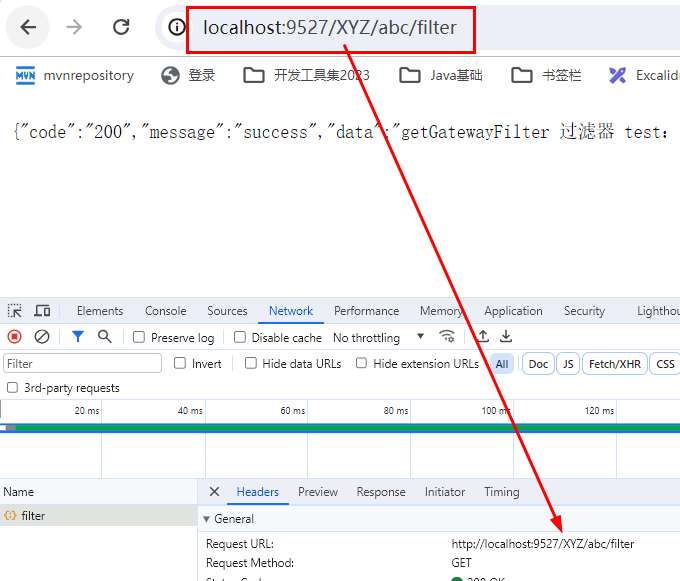 localhost:9527/XYZ/abc/filter
mvnrepository 登录 开发工具集2023 Java基础 书签栏 Excalid
{"code":"200","message":"success","data":"getGatewayFilter 过滤器 test:
Elements Console Sources Network Performance Memory Application Security Lighthou
Preserve log Disable cache No throttling
Filter Invert Hide data URLs Hide extension URLs All Doc JS Fetch/XHR CSS
3rd-party requests
20 ms 40 ms 60 ms 80 ms 100 ms 120 ms
Name Headers Preview Response Initiator Timing
filter
General
Request URL: http://localhost:9527/XYZ/abc/filter
Request Method: GET